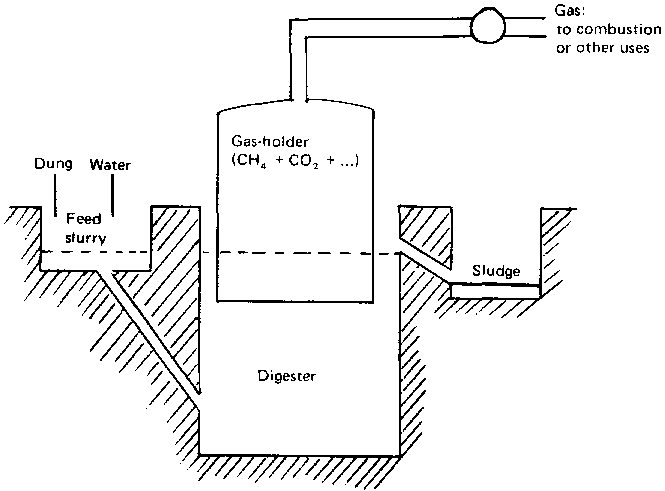 Gas:
to combustion
or other uses
Gas-holder
(CH₄ + CO₂ + ...)
Dung Water
Feed
slurry
Sludge
Digester